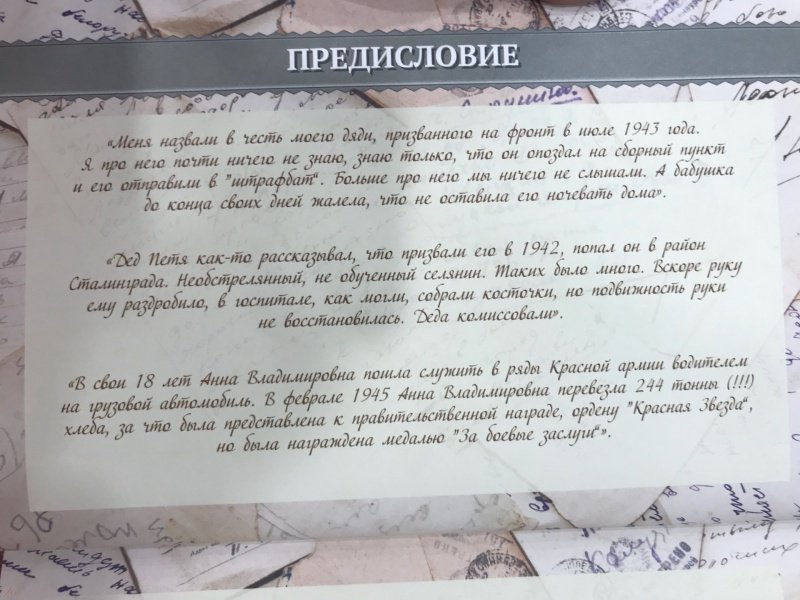 ПРЕДИСЛОВИЕ
«Меня назвали в честь моего дяди, призванного на фронт в июле 1943 года.
Я про него почти ничего не знаю, знаю только, что он опоздал на сборный пункт
и его отправили в "штрафбат". Больше про него мы ничего не слышали. А бабушка
до конца своих дней жалела, что не оставила его ночевать дома».
«Дед Петя как-то рассказывал, что призвали его в 1942, попал он в район
Сталинграда. Необстрелянный, не обученный селянин. Таких было много. Вскоре руку
ему раздробило, в госпитале, как могли, собрали косточки, но подвижность руки
не восстановилась. Деда комиссовали».
«В свои 18 лет Анна Владимировна пошла служить в ряды Красной армии водителем
на грузовой автомобиль. В феврале 1945 Анна Владимировна перевезла 244 тонны (!!!)
хлеба, за что была представлена к правительственной награде, ордену "Красная Звезда",
но была награждена медалью "За боевые заслуги"».